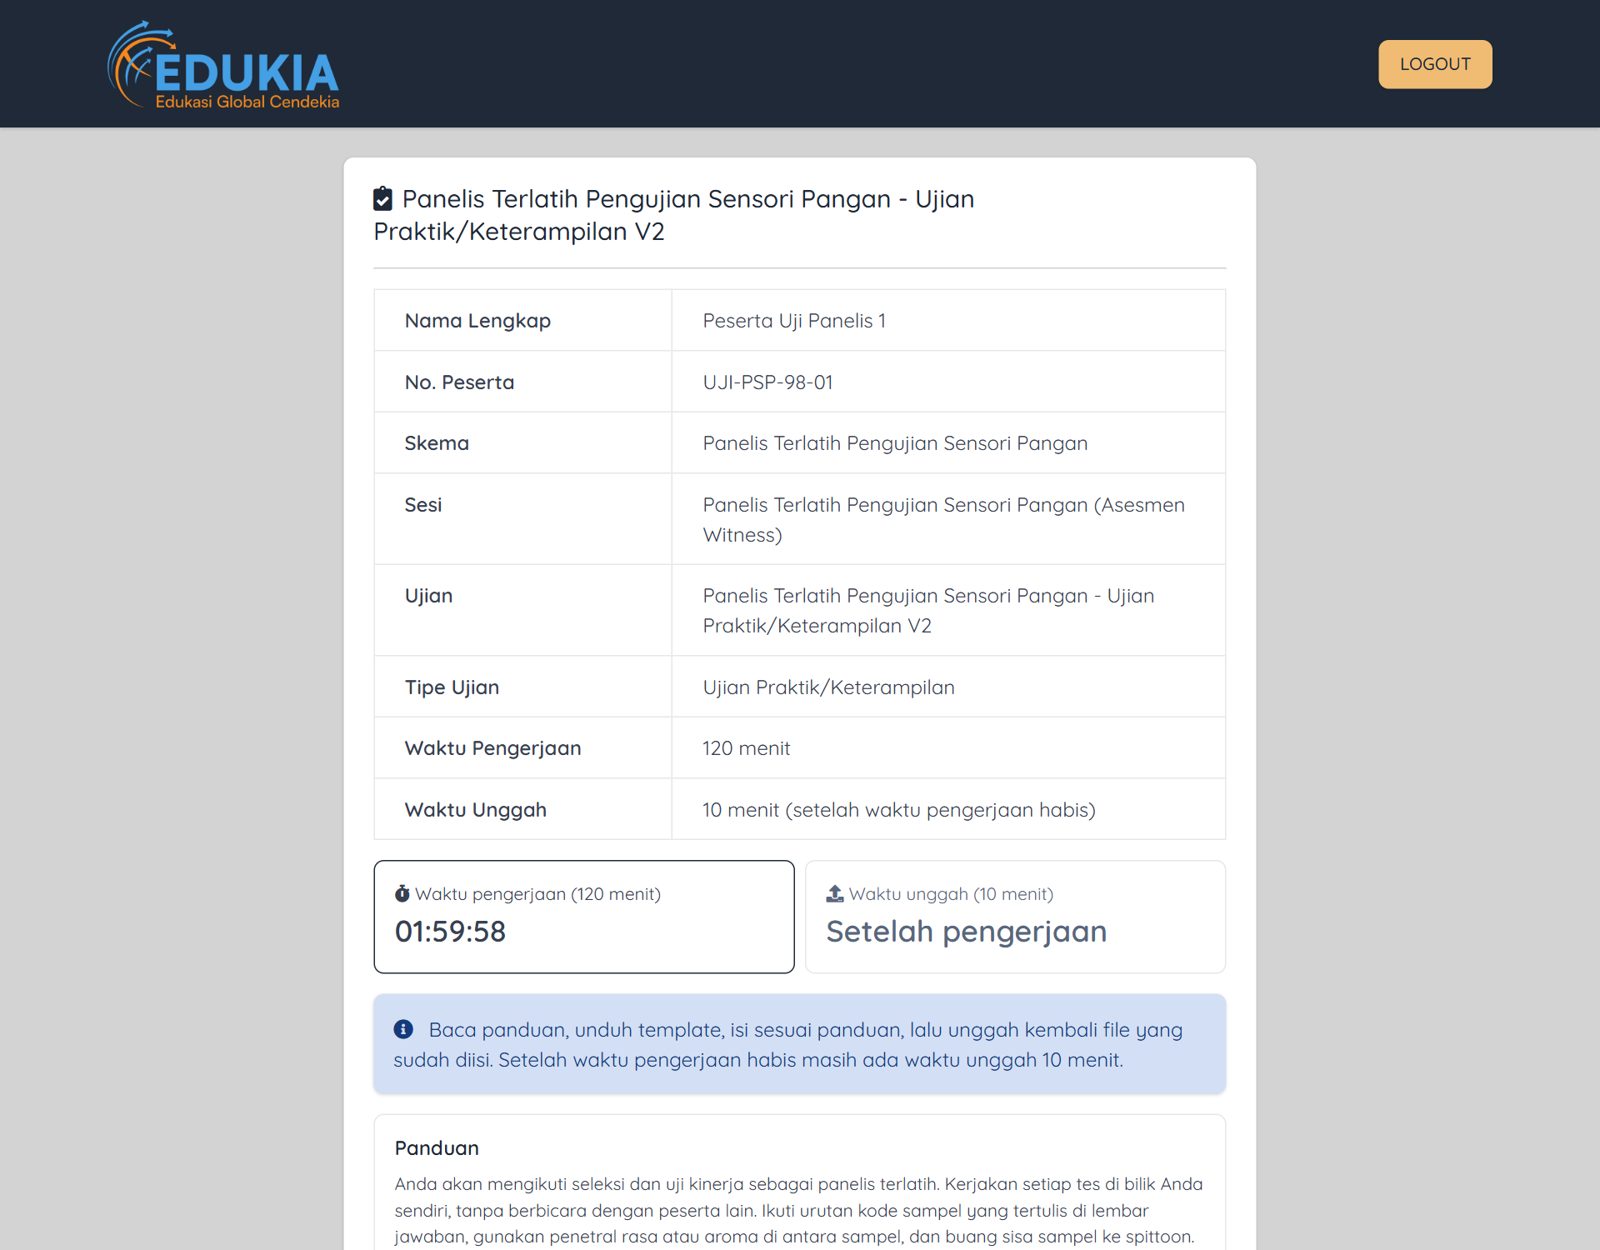 EDUKIA
Edukasi Global Cendekia
LOGOUT
Panelis Terlatih Pengujian Sensori Pangan - Ujian
Praktik/Keterampilan V2
Nama Lengkap
Peserta Uji Panelis 1
No. Peserta
UJI-PSP-98-01
Skema
Panelis Terlatih Pengujian Sensori Pangan
Sesi
Panelis Terlatih Pengujian Sensori Pangan (Asesmen
Witness)
Ujian
Panelis Terlatih Pengujian Sensori Pangan - Ujian
Praktik/Keterampilan V2
Tipe Ujian
Ujian Praktik/Keterampilan
Waktu Pengerjaan
120 menit
Waktu Unggah
10 menit (setelah waktu pengerjaan habis)
Waktu pengerjaan (120 menit)
01:59:58
Waktu unggah (10 menit)
Setelah pengerjaan
Baca panduan, unduh template, isi sesuai panduan, lalu unggah kembali file yang
sudah diisi. Setelah waktu pengerjaan habis masih ada waktu unggah 10 menit.
Panduan
Anda akan mengikuti seleksi dan uji kinerja sebagai panelis terlatih. Kerjakan setiap tes di bilik Anda
sendiri, tanpa berbicara dengan peserta lain. Ikuti urutan kode sampel yang tertulis di lembar
jawaban, gunakan penetral rasa atau aroma di antara sampel, dan buang sisa sampel ke spittoon.